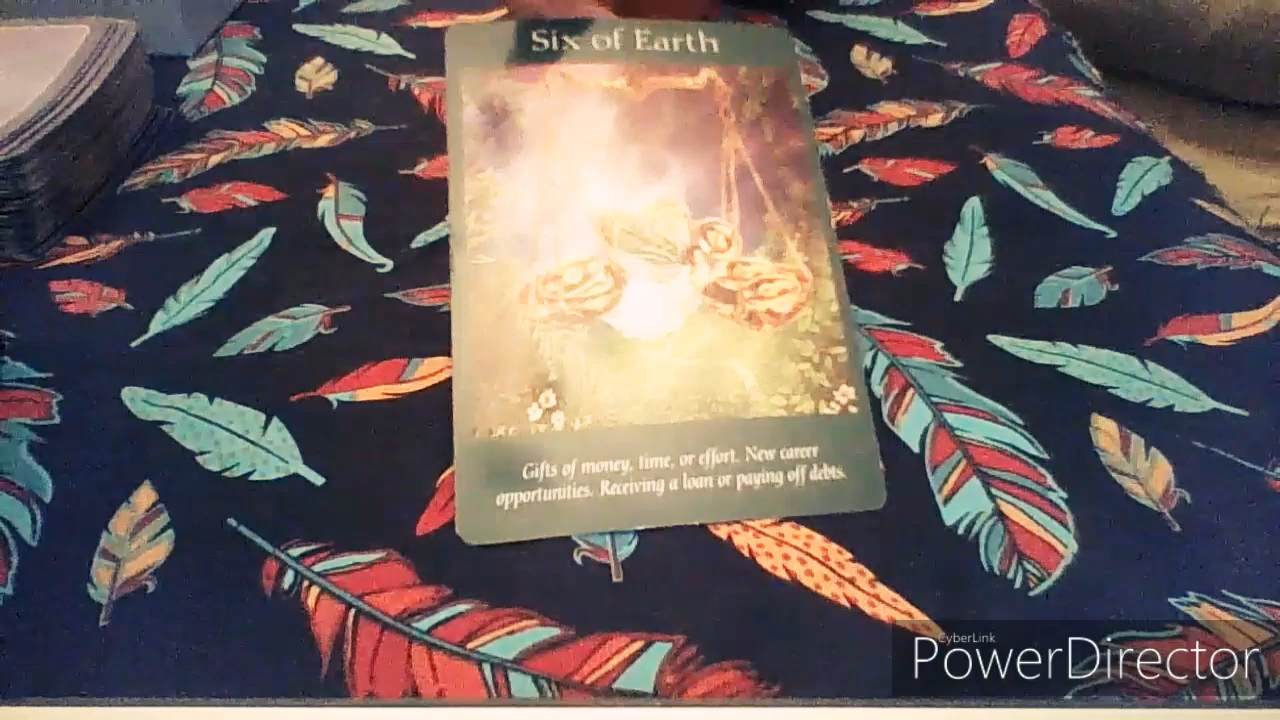 Six of Earth
Gifts of money, time, or effort. New career
opportunities. Receiving a loan or paying off debts.
CyberLink
PowerDirector